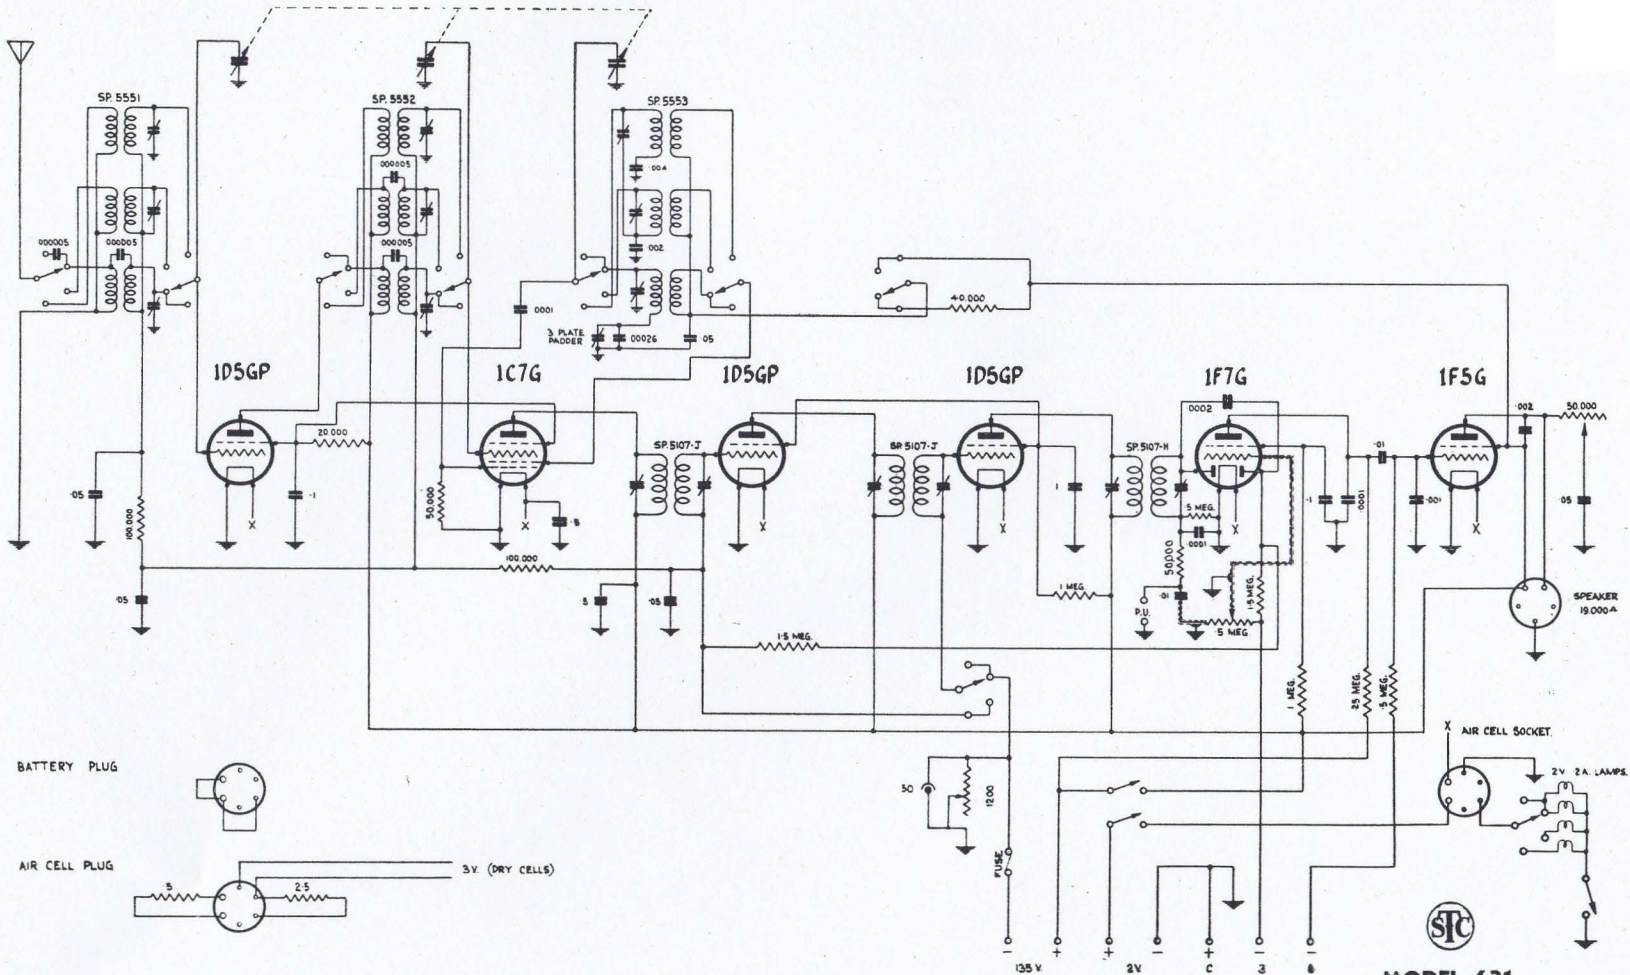 SP. 5551
SP. 5552
SP. 5553
.000005
.004
.000005
.000005
.002
.000005
40.000
.0001
3 PLATE
PADDER
.00026
.05
1D5GP
1C7G
1D5GP
1D5GP
1F7G
1F5G
.0002
.002
50.000
20.000
SP. 5107-J
SP. 5107-J
SP. 5107-H
.01
.05
.1
50.000
.1
.1
.0001
.001
.05
100.000
X
.5
X
X
X
.5 MEG.
X
X
.0001
50.000
100.000
.05
.5
.05
1 MEG.
.01
1.5 MEG.
P.U.
.5 MEG.
SPEAKER
19.000 Ω
1.5 MEG.
1 MEG.
.25 MEG.
.5 MEG.
X
AIR CELL SOCKET.
BATTERY PLUG
2V .2 A. LAMPS.
50
1200
AIR CELL PLUG
3V. (DRY CELLS)
.5
2.5
FUSE
STC
- + + - + - -
135 V. 2V. C 3
MODEL 631